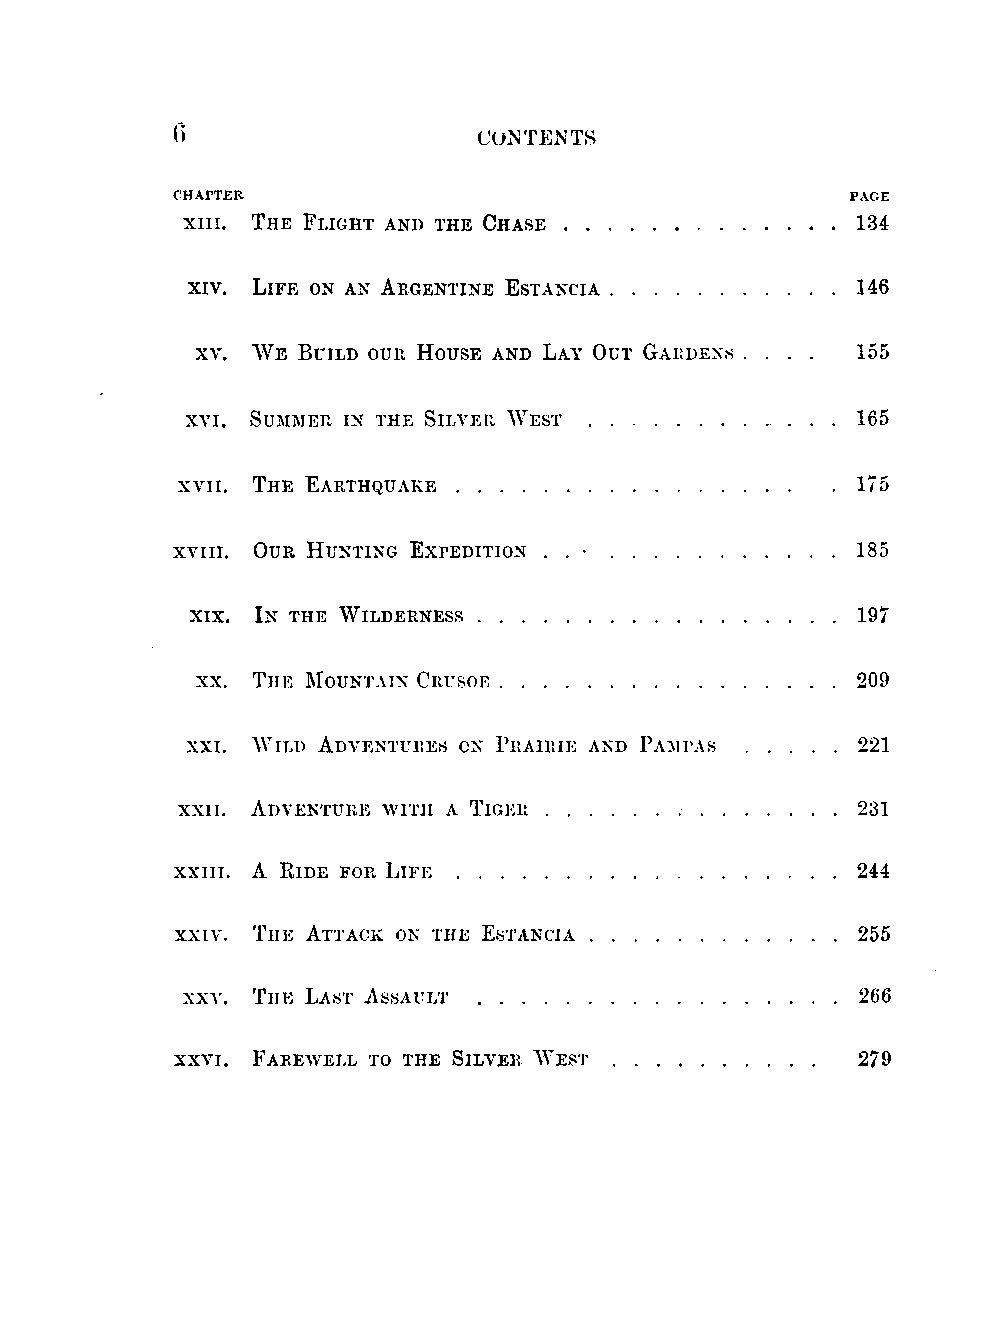 6 CONTENTS
CHAPTER PAGE
XIII. THE FLIGHT AND THE CHASE . . . . . . . . . . . . . 134
XIV. LIFE ON AN ARGENTINE ESTANCIA . . . . . . . . . . . 146
XV. WE BUILD OUR HOUSE AND LAY OUT GARDENS . . . . 155
XVI. SUMMER IN THE SILVER WEST . . . . . . . . . . . . 165
XVII. THE EARTHQUAKE . . . . . . . . . . . . . . . . . 175
XVIII. OUR HUNTING EXPEDITION . . . . . . . . . . . . . . 185
XIX. IN THE WILDERNESS . . . . . . . . . . . . . . . . . 197
XX. THE MOUNTAIN CRUSOE . . . . . . . . . . . . . . . . 209
XXI. WILD ADVENTURES ON PRAIRIE AND PAMPAS . . . . . 221
XXII. ADVENTURE WITH A TIGER . . . . . . . . . . . . . . 231
XXIII. A RIDE FOR LIFE . . . . . . . . . . . . . . . . . . 244
XXIV. THE ATTACK ON THE ESTANCIA . . . . . . . . . . . . 255
XXV. THE LAST ASSAULT . . . . . . . . . . . . . . . . . 266
XXVI. FAREWELL TO THE SILVER WEST . . . . . . . . . . 279